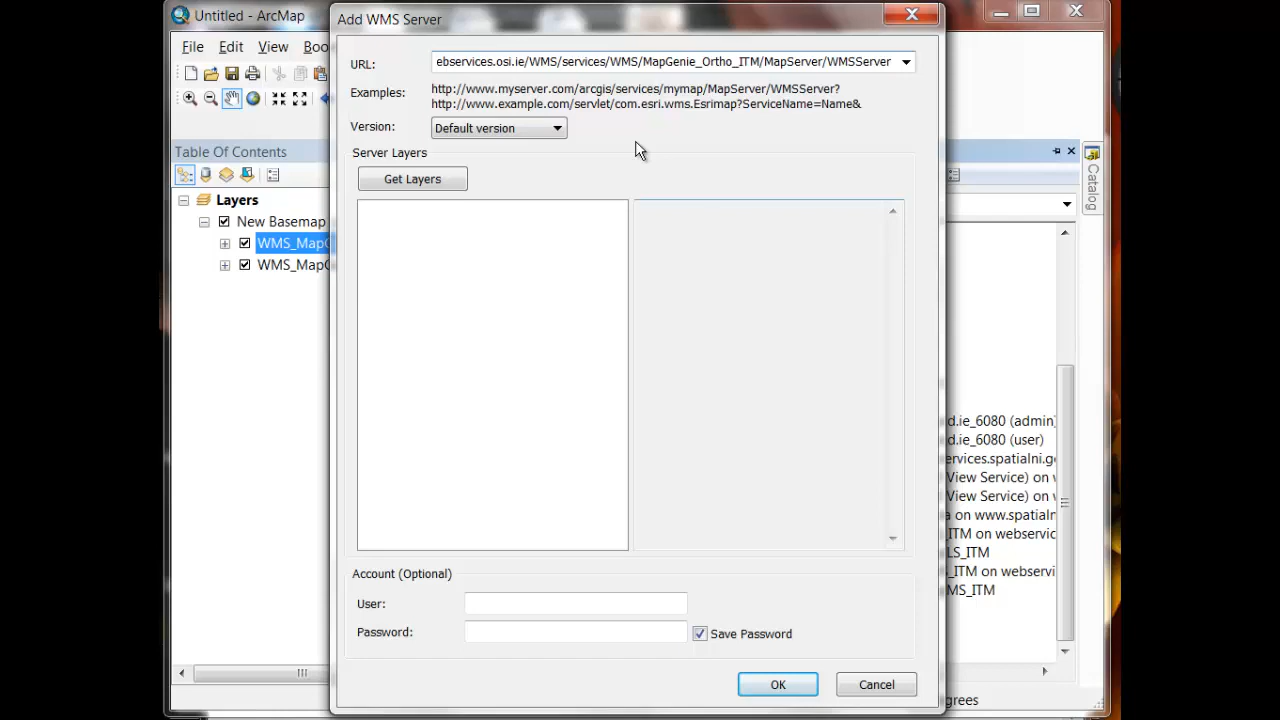 Untitled - ArcMap
Add WMS Server
File Edit View
URL: ebservices.osi.ie/WMS/services/WMS/MapGenie_Ortho_ITM/MapServer/WMSServer
Examples: http://www.myserver.com/arcgis/services/mymap/MapServer/WMSServer?
http://www.example.com/servlet/com.esri.wms.Esrimap?ServiceName=Name&
Version: Default version
Table Of Contents
Server Layers
Get Layers
Catalog
Layers
New Basemap
WMS_Map
WMS_Map
d.ie_6080 (admin)
d.ie_6080 (user)
services.spatialni.g
View Service) on
View Service) on
a on www.spatialn
_ITM on webservic
LS_ITM
_ITM on webservi
MS_ITM
Account (Optional)
User:
Password:
Save Password
OK Cancel
grees